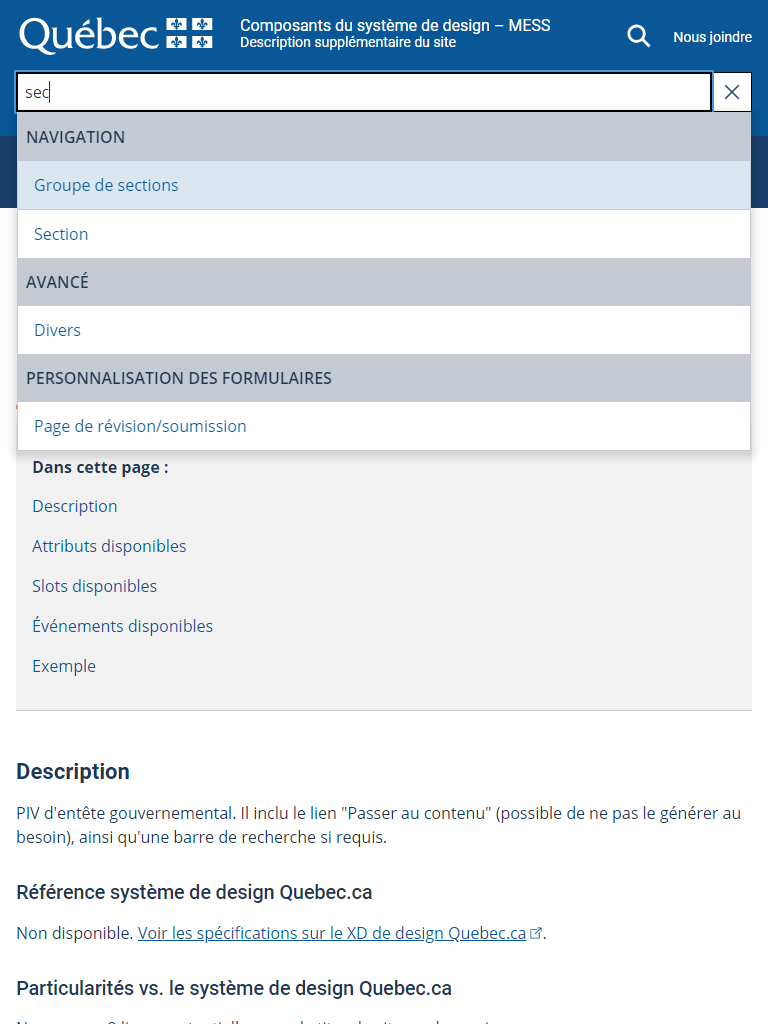 Québec
Composants du système de design – MESS
Description supplémentaire du site
Nous joindre
sec
NAVIGATION
Groupe de sections
Section
AVANCÉ
Divers
PERSONNALISATION DES FORMULAIRES
Page de révision/soumission
Dans cette page :
Description
Attributs disponibles
Slots disponibles
Événements disponibles
Exemple
Description
PIV d'entête gouvernemental. Il inclu le lien "Passer au contenu" (possible de ne pas le générer au
besoin), ainsi qu'une barre de recherche si requis.
Référence système de design Quebec.ca
Non disponible. Voir les spécifications sur le XD de design Quebec.ca.
Particularités vs. le système de design Quebec.ca